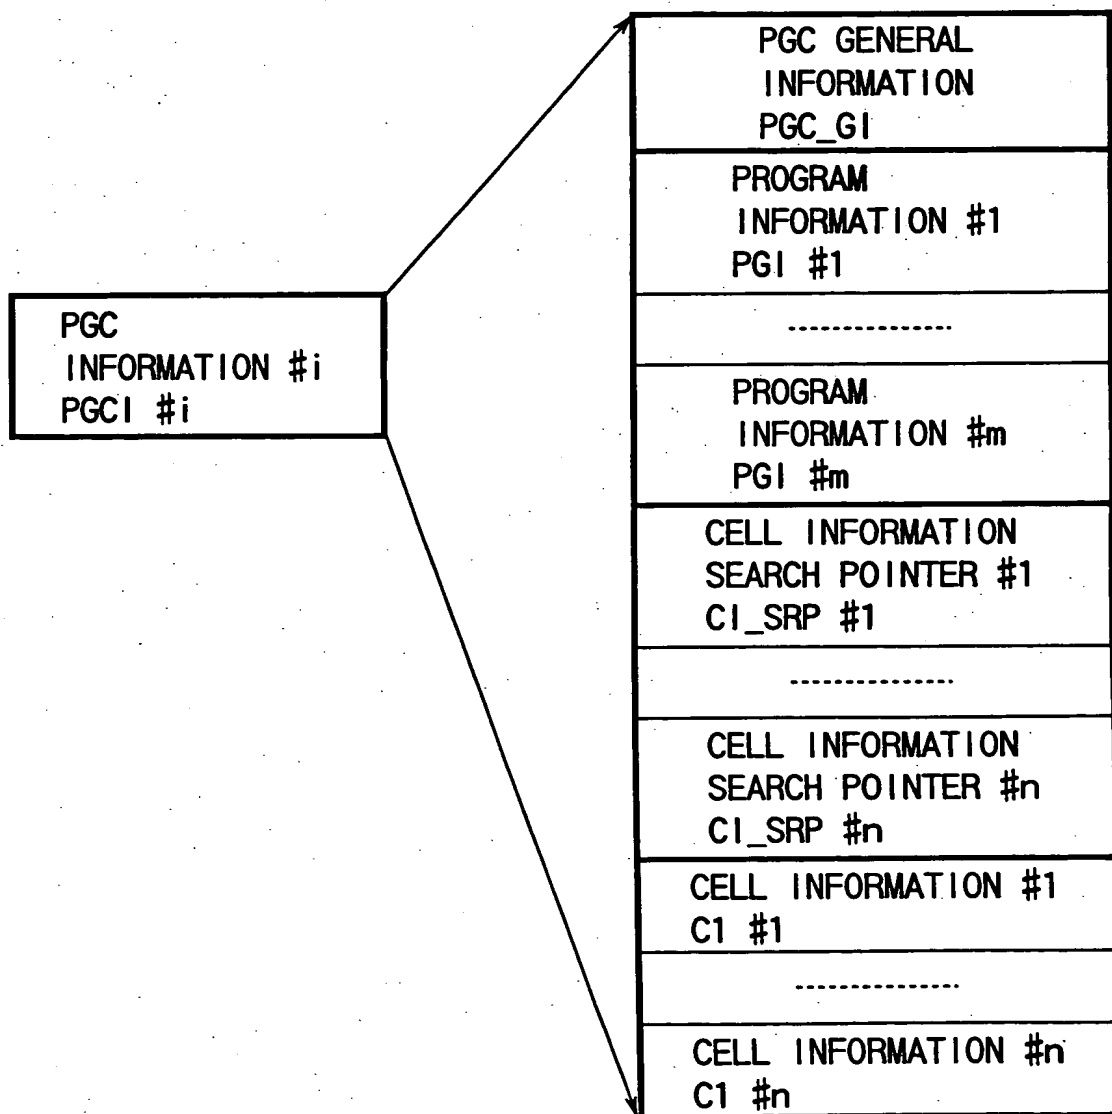 PGC GENERAL
INFORMATION
PGC_GI
PROGRAM
INFORMATION #1
PGI #1
PGC
INFORMATION #i
PGCI #i
PROGRAM
INFORMATION #m
PGI #m
CELL INFORMATION
SEARCH POINTER #1
CI_SRP #1
CELL INFORMATION
SEARCH POINTER #n
CI_SRP #n
CELL INFORMATION #1
C1 #1
CELL INFORMATION #n
C1 #n